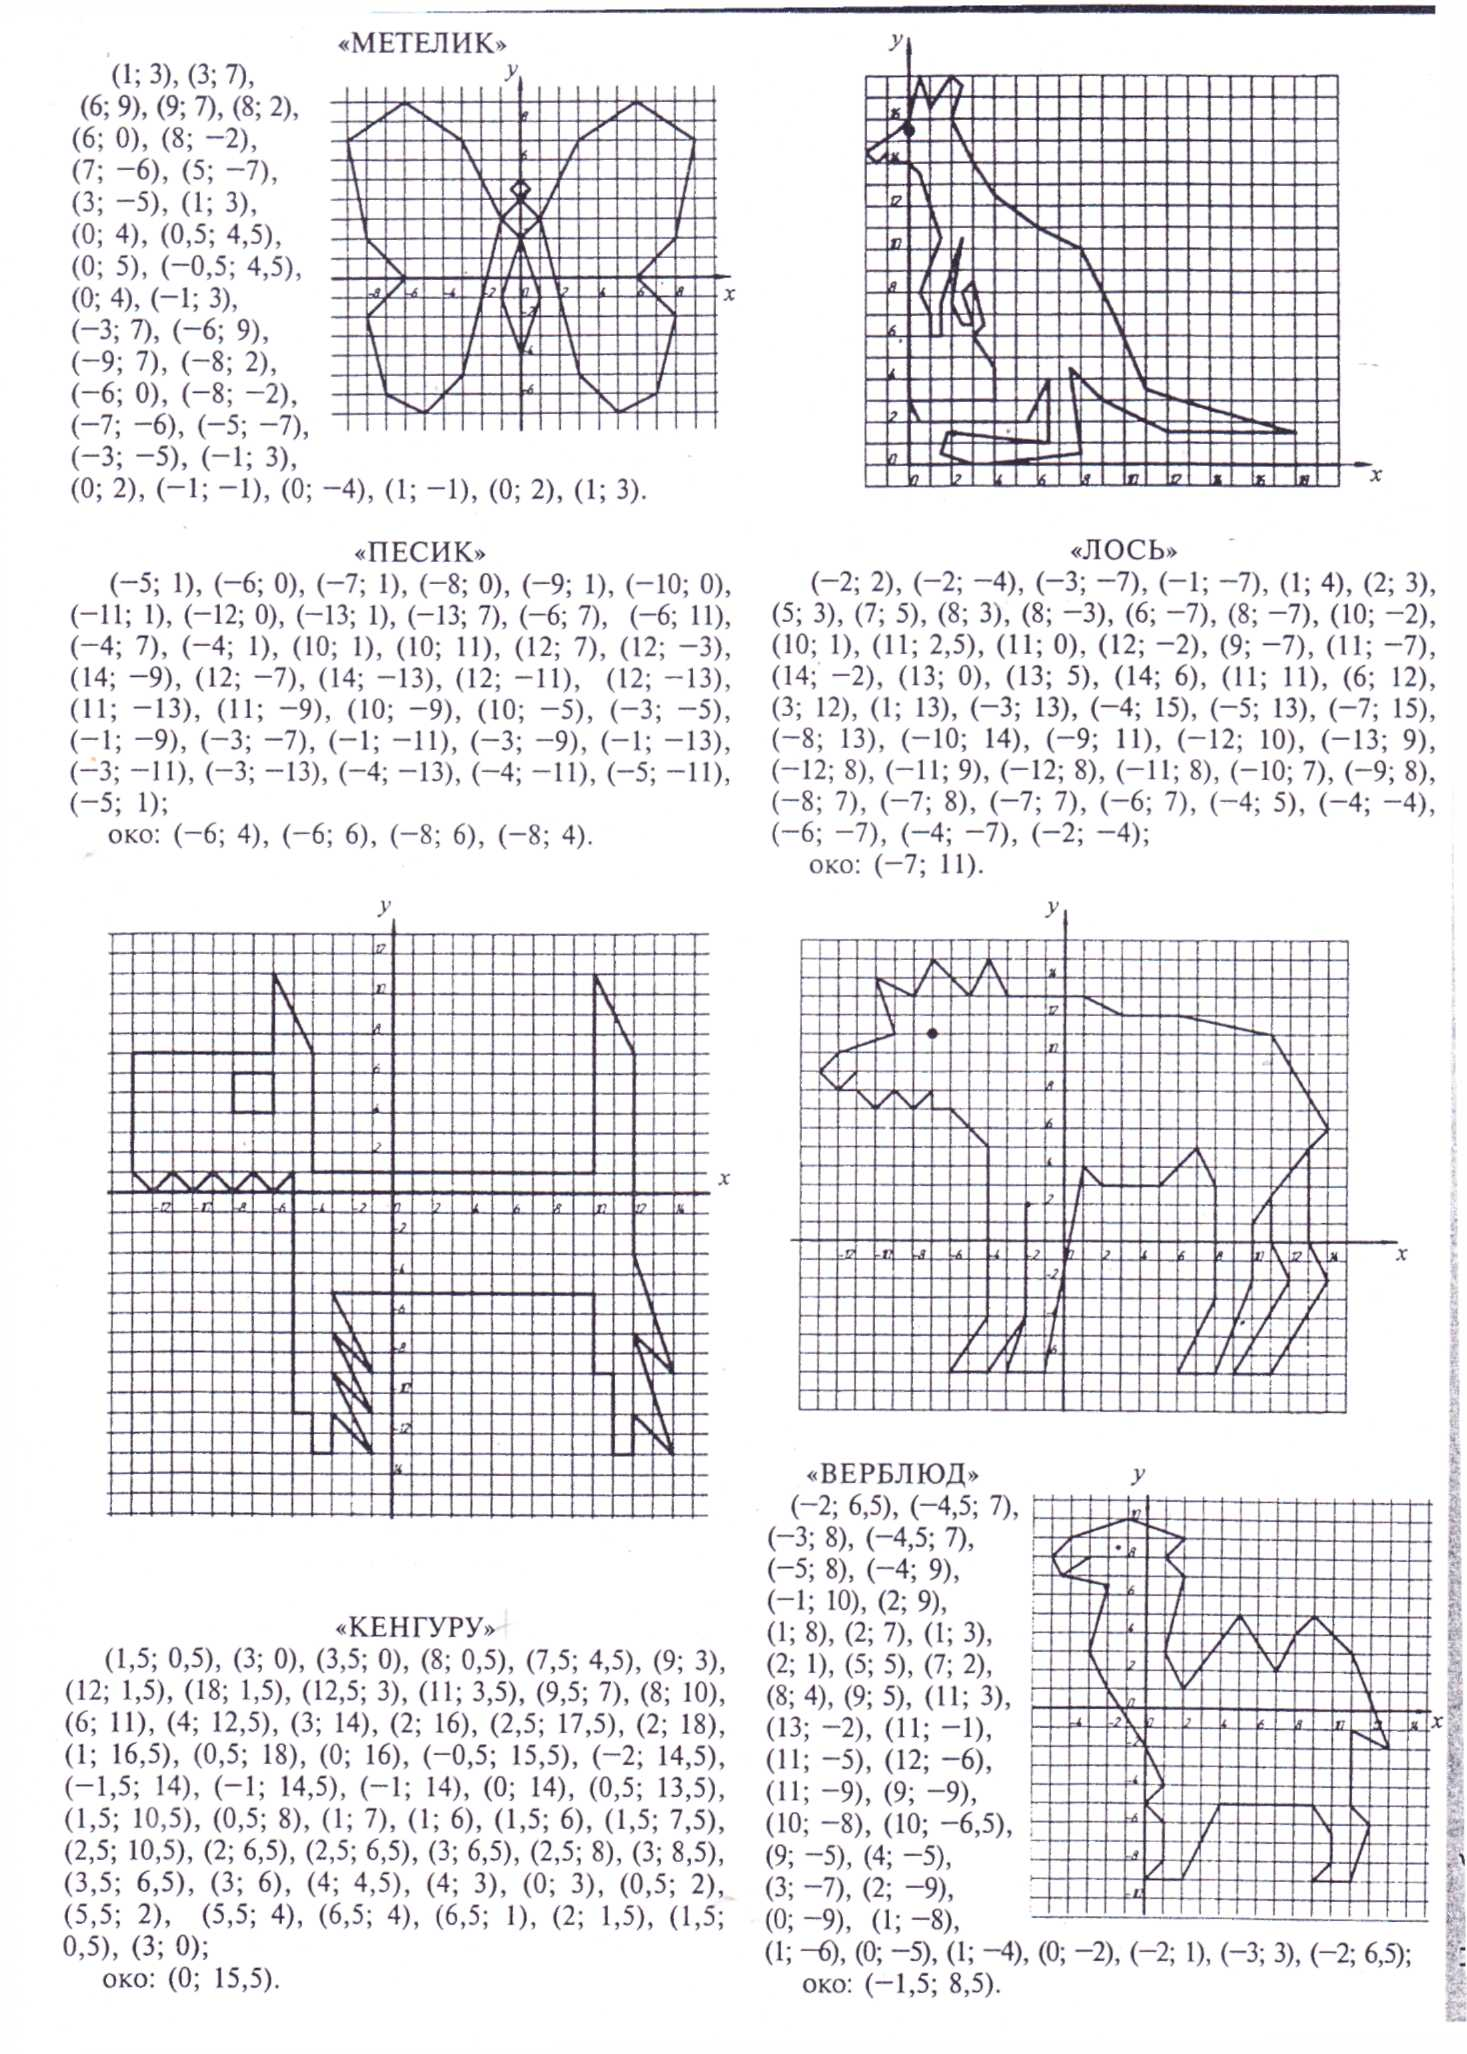 «МЕТЕЛИК»
(1; 3), (3; 7),
(6; 9), (9; 7), (8; 2),
(6; 0), (8; −2),
(7; −6), (5; −7),
(3; −5), (1; 3),
(0; 4), (0,5; 4,5),
(0; 5), (−0,5; 4,5),
(0; 4), (−1; 3),
(−3; 7), (−6; 9),
(−9; 7), (−8; 2),
(−6; 0), (−8; −2),
(−7; −6), (−5; −7),
(−3; −5), (−1; 3),
(0; 2), (−1; −1), (0; −4), (1; −1), (0; 2), (1; 3).
y
x
y
x
«ПЕСИК»
(−5; 1), (−6; 0), (−7; 1), (−8; 0), (−9; 1), (−10; 0),
(−11; 1), (−12; 0), (−13; 1), (−13; 7), (−6; 7), (−6; 11),
(−4; 7), (−4; 1), (10; 1), (10; 11), (12; 7), (12; −3),
(14; −9), (12; −7), (14; −13), (12; −11), (12; −13),
(11; −13), (11; −9), (10; −9), (10; −5), (−3; −5),
(−1; −9), (−3; −7), (−1; −11), (−3; −9), (−1; −13),
(−3; −11), (−3; −13), (−4; −13), (−4; −11), (−5; −11),
(−5; 1);
око: (−6; 4), (−6; 6), (−8; 6), (−8; 4).
y
x
«ЛОСЬ»
(−2; 2), (−2; −4), (−3; −7), (−1; −7), (1; 4), (2; 3),
(5; 3), (7; 5), (8; 3), (8; −3), (6; −7), (8; −7), (10; −2),
(10; 1), (11; 2,5), (11; 0), (12; −2), (9; −7), (11; −7),
(14; −2), (13; 0), (13; 5), (14; 6), (11; 11), (6; 12),
(3; 12), (1; 13), (−3; 13), (−4; 15), (−5; 13), (−7; 15),
(−8; 13), (−10; 14), (−9; 11), (−12; 10), (−13; 9),
(−12; 8), (−11; 9), (−12; 8), (−11; 8), (−10; 7), (−9; 8),
(−8; 7), (−7; 8), (−7; 7), (−6; 7), (−4; 5), (−4; −4),
(−6; −7), (−4; −7), (−2; −4);
око: (−7; 11).
y
x
«КЕНГУРУ»
(1,5; 0,5), (3; 0), (3,5; 0), (8; 0,5), (7,5; 4,5), (9; 3),
(12; 1,5), (18; 1,5), (12,5; 3), (11; 3,5), (9,5; 7), (8; 10),
(6; 11), (4; 12,5), (3; 14), (2; 16), (2,5; 17,5), (2; 18),
(1; 16,5), (0,5; 18), (0; 16), (−0,5; 15,5), (−2; 14,5),
(−1,5; 14), (−1; 14,5), (−1; 14), (0; 14), (0,5; 13,5),
(1,5; 10,5), (0,5; 8), (1; 7), (1; 6), (1,5; 6), (1,5; 7,5),
(2,5; 10,5), (2; 6,5), (2,5; 6,5), (3; 6,5), (2,5; 8), (3; 8,5),
(3,5; 6,5), (3; 6), (4; 4,5), (4; 3), (0; 3), (0,5; 2),
(5,5; 2), (5,5; 4), (6,5; 4), (6,5; 1), (2; 1,5), (1,5;
0,5), (3; 0);
око: (0; 15,5).
«ВЕРБЛЮД»
(−2; 6,5), (−4,5; 7),
(−3; 8), (−4,5; 7),
(−5; 8), (−4; 9),
(−1; 10), (2; 9),
(1; 8), (2; 7), (1; 3),
(2; 1), (5; 5), (7; 2),
(8; 4), (9; 5), (11; 3),
(13; −2), (11; −1),
(11; −5), (12; −6),
(11; −9), (9; −9),
(10; −8), (10; −6,5),
(9; −5), (4; −5),
(3; −7), (2; −9),
(0; −9), (1; −8),
(1; −6), (0; −5), (1; −4), (0; −2), (−2; 1), (−3; 3), (−2; 6,5);
око: (−1,5; 8,5).
y
x